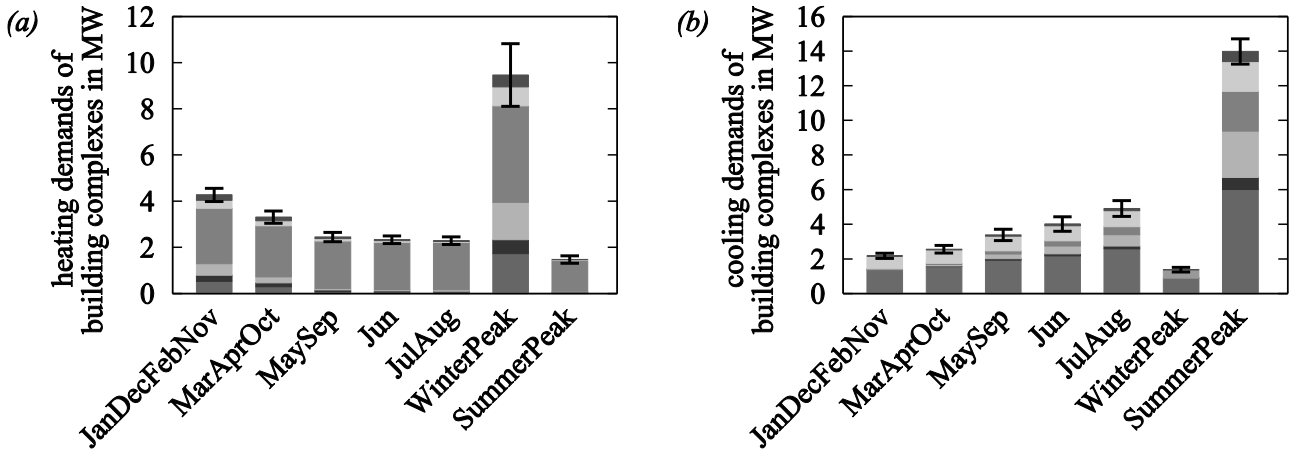 (a)
heating demands of
building complexes in MW
12
10
8
6
4
2
0
JanDecFebNov
MarAprOct
MaySep
Jun
JulAug
WinterPeak
SummerPeak
(b)
cooling demands of
building complexes in MW
16
14
12
10
8
6
4
2
0
JanDecFebNov
MarAprOct
MaySep
Jun
JulAug
WinterPeak
SummerPeak